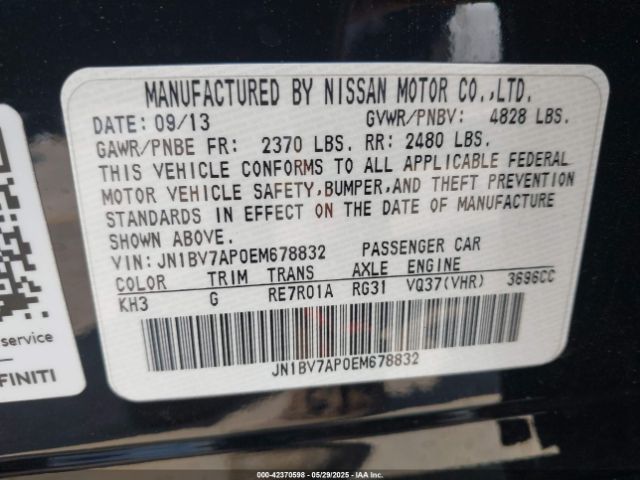 MANUFACTURED BY NISSAN MOTOR CO.,LTD.
DATE: 09/13 GVWR/PNBV: 4828 LBS.
GAWR/PNBE FR: 2370 LBS. RR: 2480 LBS.
THIS VEHICLE CONFORMS TO ALL APPLICABLE FEDERAL
MOTOR VEHICLE SAFETY,BUMPER,AND THEFT PREVENTION
STANDARDS IN EFFECT ON THE DATE OF MANUFACTURE
SHOWN ABOVE.
VIN: JN1BV7AP0EM678832 PASSENGER CAR
COLOR TRIM TRANS AXLE ENGINE
KH3 G RE7R01A RG31 VQ37(VHR) 3696CC
JN1BV7AP0EM678832
service
FINITI
000-42370598 - 05/29/2025 - IAA Inc.